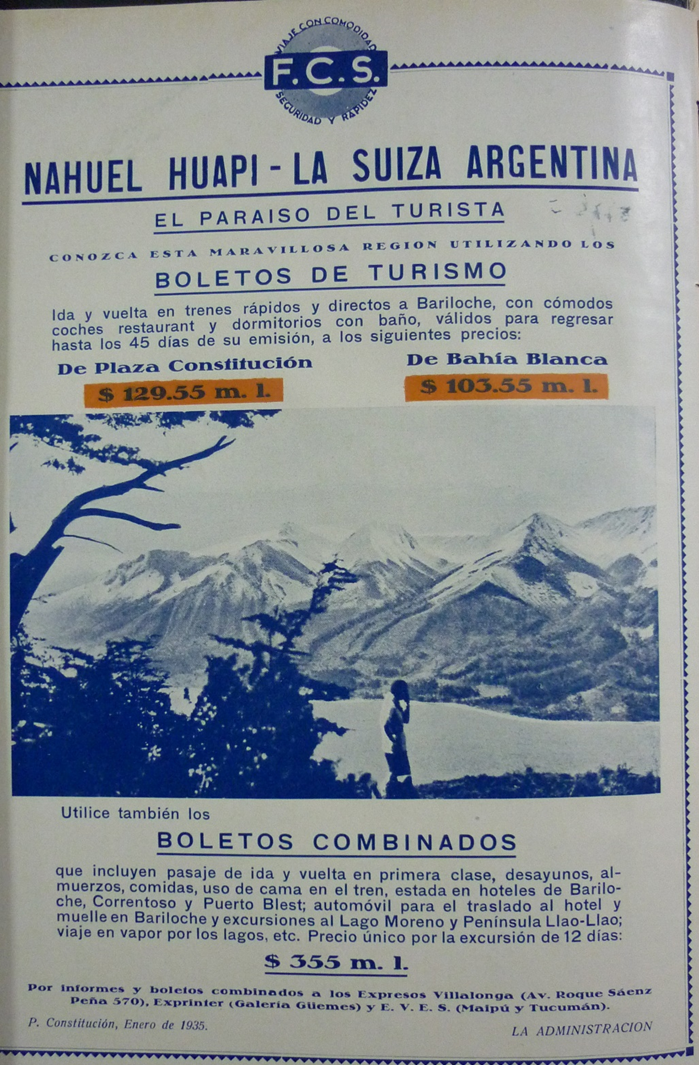 VIAJE CON COMODIDAD
F.C.S.
SEGURIDAD Y RAPIDEZ
NAHUEL HUAPI - LA SUIZA ARGENTINA
EL PARAISO DEL TURISTA
CONOZCA ESTA MARAVILLOSA REGION UTILIZANDO LOS
BOLETOS DE TURISMO
Ida y vuelta en trenes rápidos y directos a Bariloche, con cómodos
coches restaurant y dormitorios con baño, válidos para regresar
hasta los 45 días de su emisión, a los siguientes precios:
De Plaza Constitución
$ 129.55 m. l.
De Bahía Blanca
$ 103.55 m. l.
Utilice también los
BOLETOS COMBINADOS
que incluyen pasaje de ida y vuelta en primera clase, desayunos, al-
muerzos, comidas, uso de cama en el tren, estada en hoteles de Barilo-
che, Correntoso y Puerto Blest; automóvil para el traslado al hotel y
muelle en Bariloche y excursiones al Lago Moreno y Península Llao-Llao;
viaje en vapor por los lagos, etc. Precio único por la excursión de 12 días:
$ 355 m. l.
Por informes y boletos combinados a los Expresos Villalonga (Av. Roque Sáenz
Peña 570), Exprinter (Galería Güemes) y E. V. E. S. (Maipú y Tucumán).
P. Constitución, Enero de 1935.
LA ADMINISTRACION